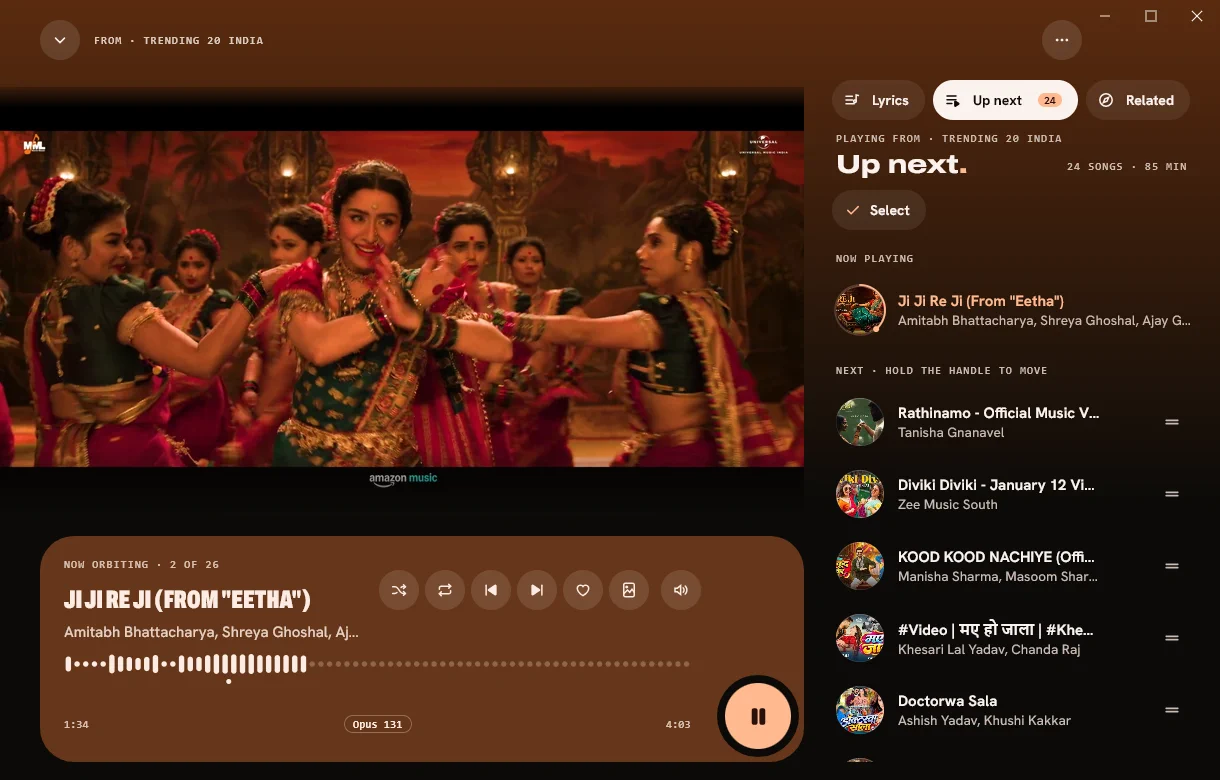 FROM · TRENDING 20 INDIA
MML
UNIVERSAL
UNIVERSAL MUSIC INDIA
amazon music
NOW ORBITING · 2 OF 26
JI JI RE JI (FROM "EETHA")
Amitabh Bhattacharya, Shreya Ghoshal, Aj...
1:34
Opus 131
4:03
Lyrics
Up next 24
Related
PLAYING FROM · TRENDING 20 INDIA
Up next.
24 SONGS · 85 MIN
Select
NOW PLAYING
Ji Ji Re Ji (From "Eetha")
Amitabh Bhattacharya, Shreya Ghoshal, Ajay G...
NEXT · HOLD THE HANDLE TO MOVE
Rathinamo - Official Music V...
Tanisha Gnanavel
Diviki Diviki - January 12 Vi...
Zee Music South
KOOD KOOD NACHIYE (Offi...
Manisha Sharma, Masoom Shar...
#Video | मए हो जाला | #Khe...
Khesari Lal Yadav, Chanda Raj
Doctorwa Sala
Ashish Yadav, Khushi Kakkar